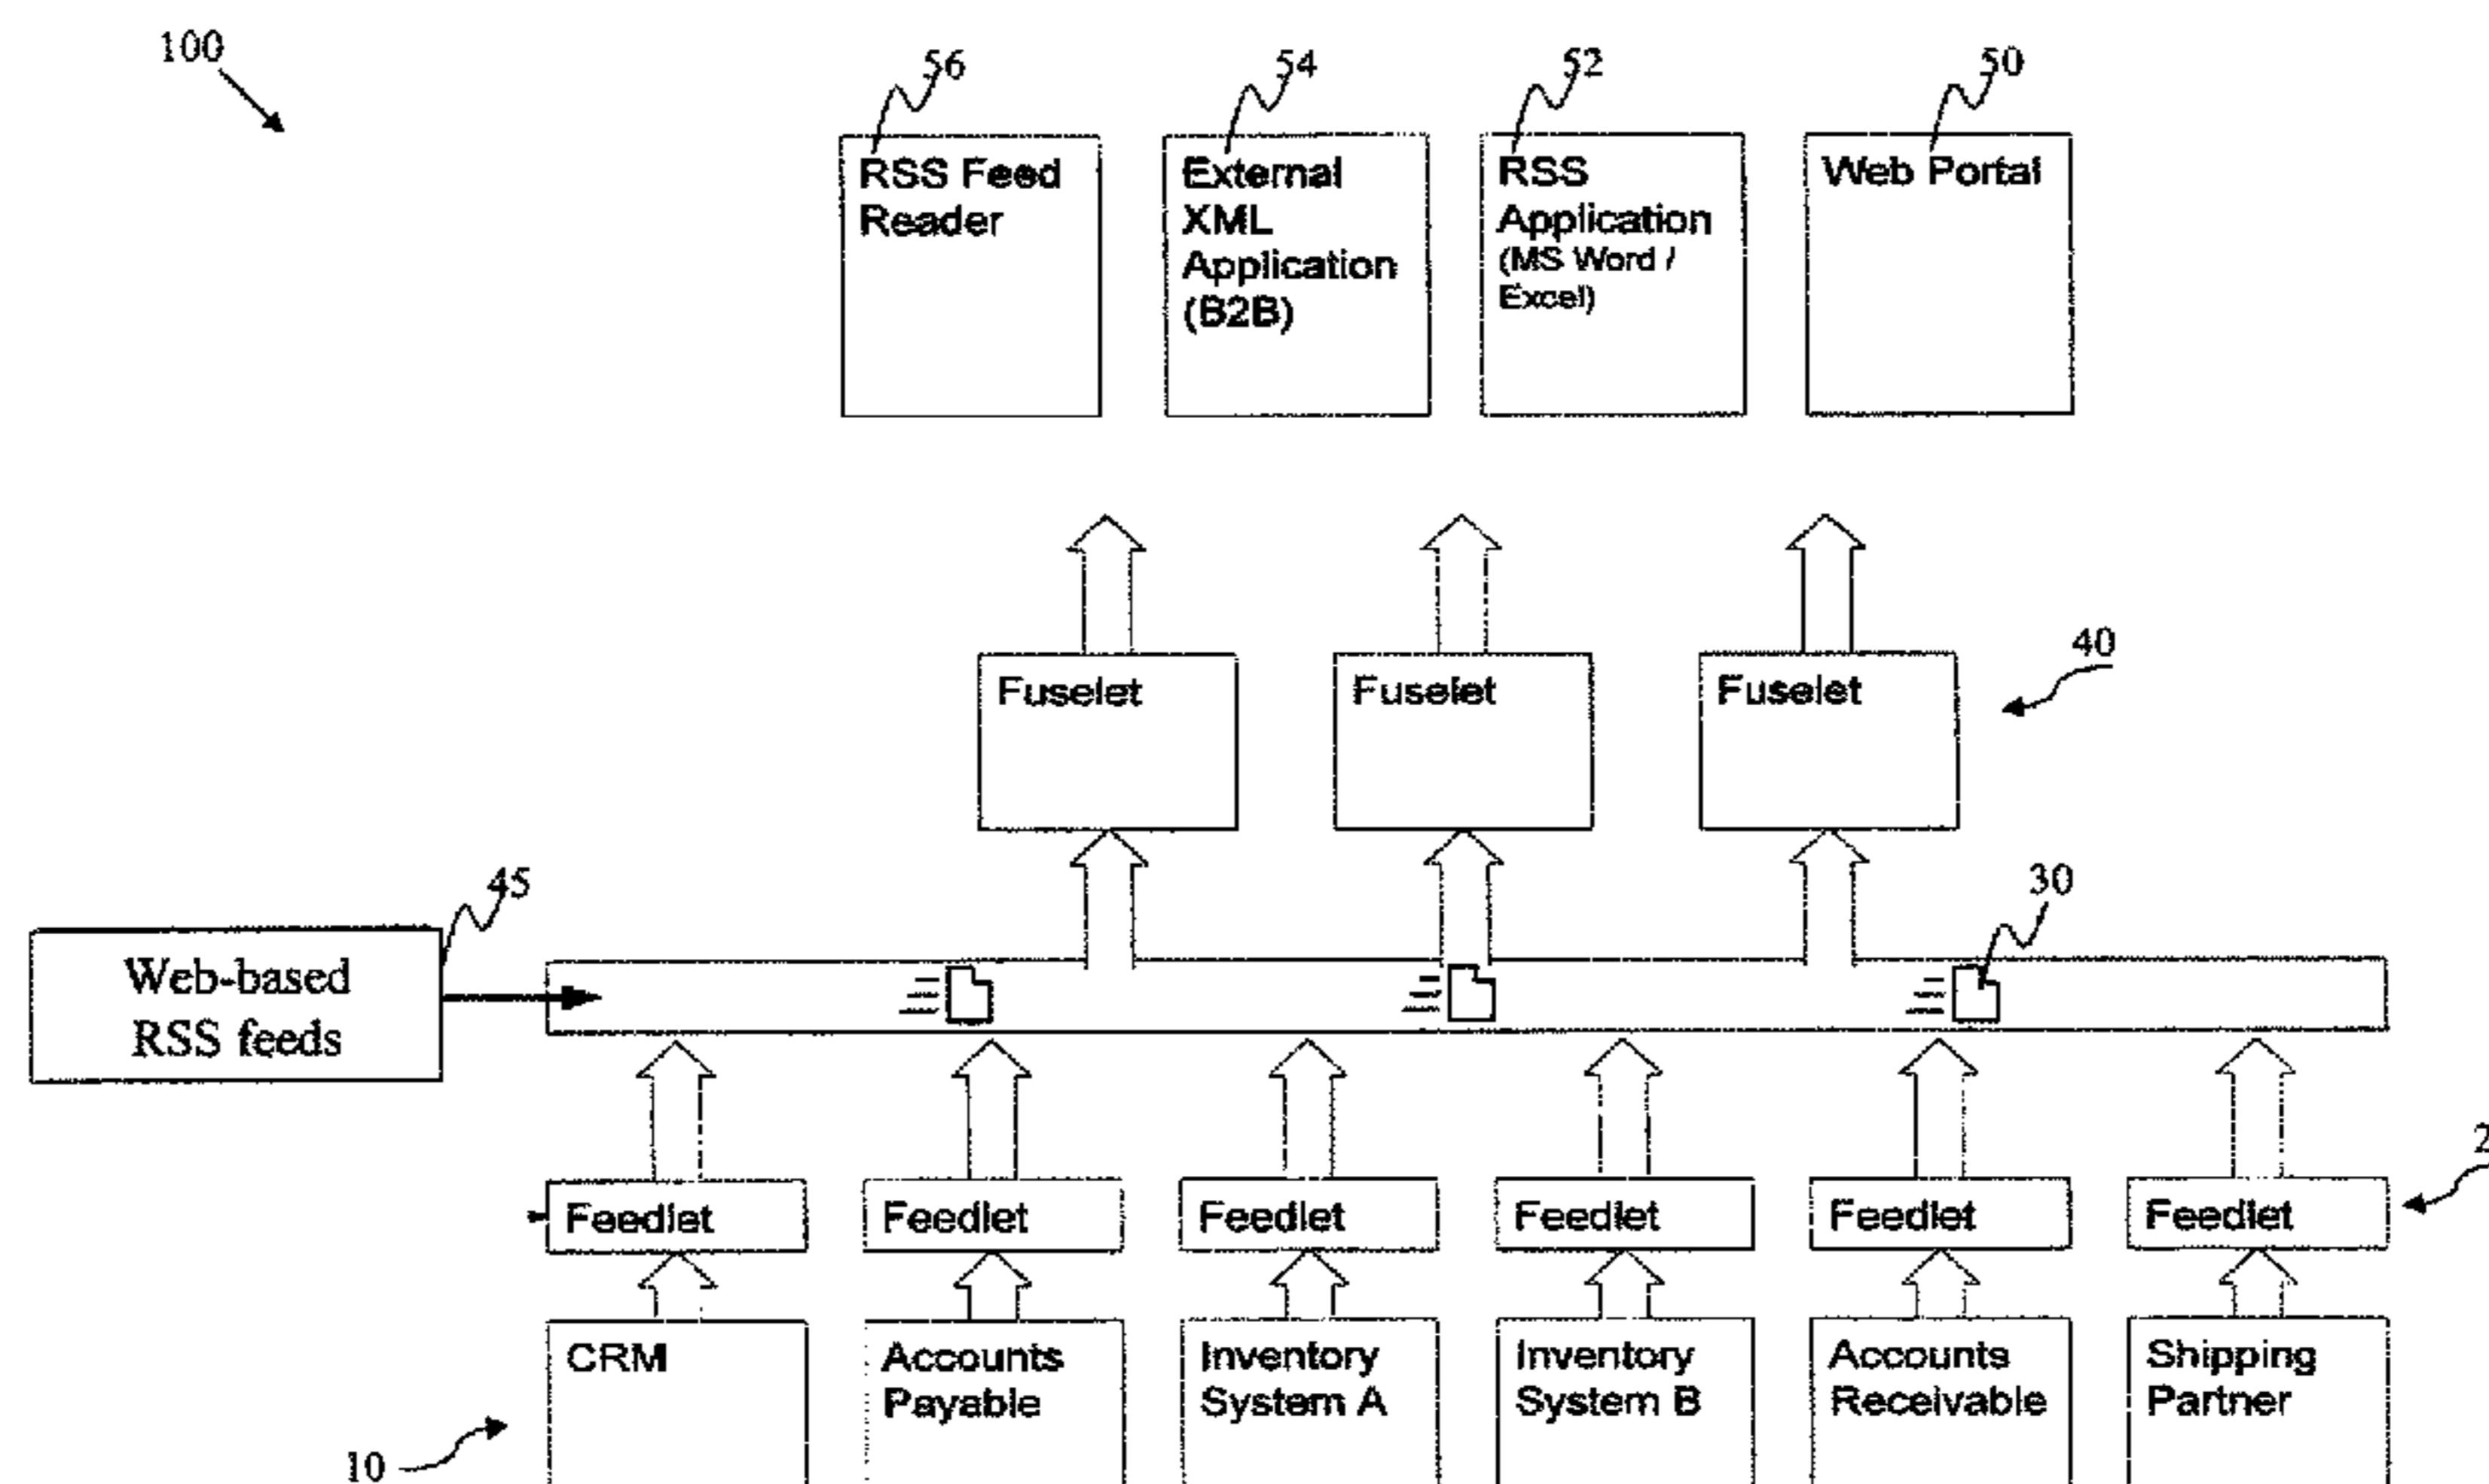 100
56
54
52
50
RSS Feed
Reader
External
XML
Application
(B2B)
RSS
Application
(MS Word /
Excel)
Web Portal
Fuselet
Fuselet
Fuselet
40
45
30
Web-based
RSS feeds
2
Feedlet
Feedlet
Feedlet
Feedlet
Feedlet
Feedlet
CRM
Accounts
Payable
Inventory
System A
Inventory
System B
Accounts
Receivable
Shipping
Partner
10